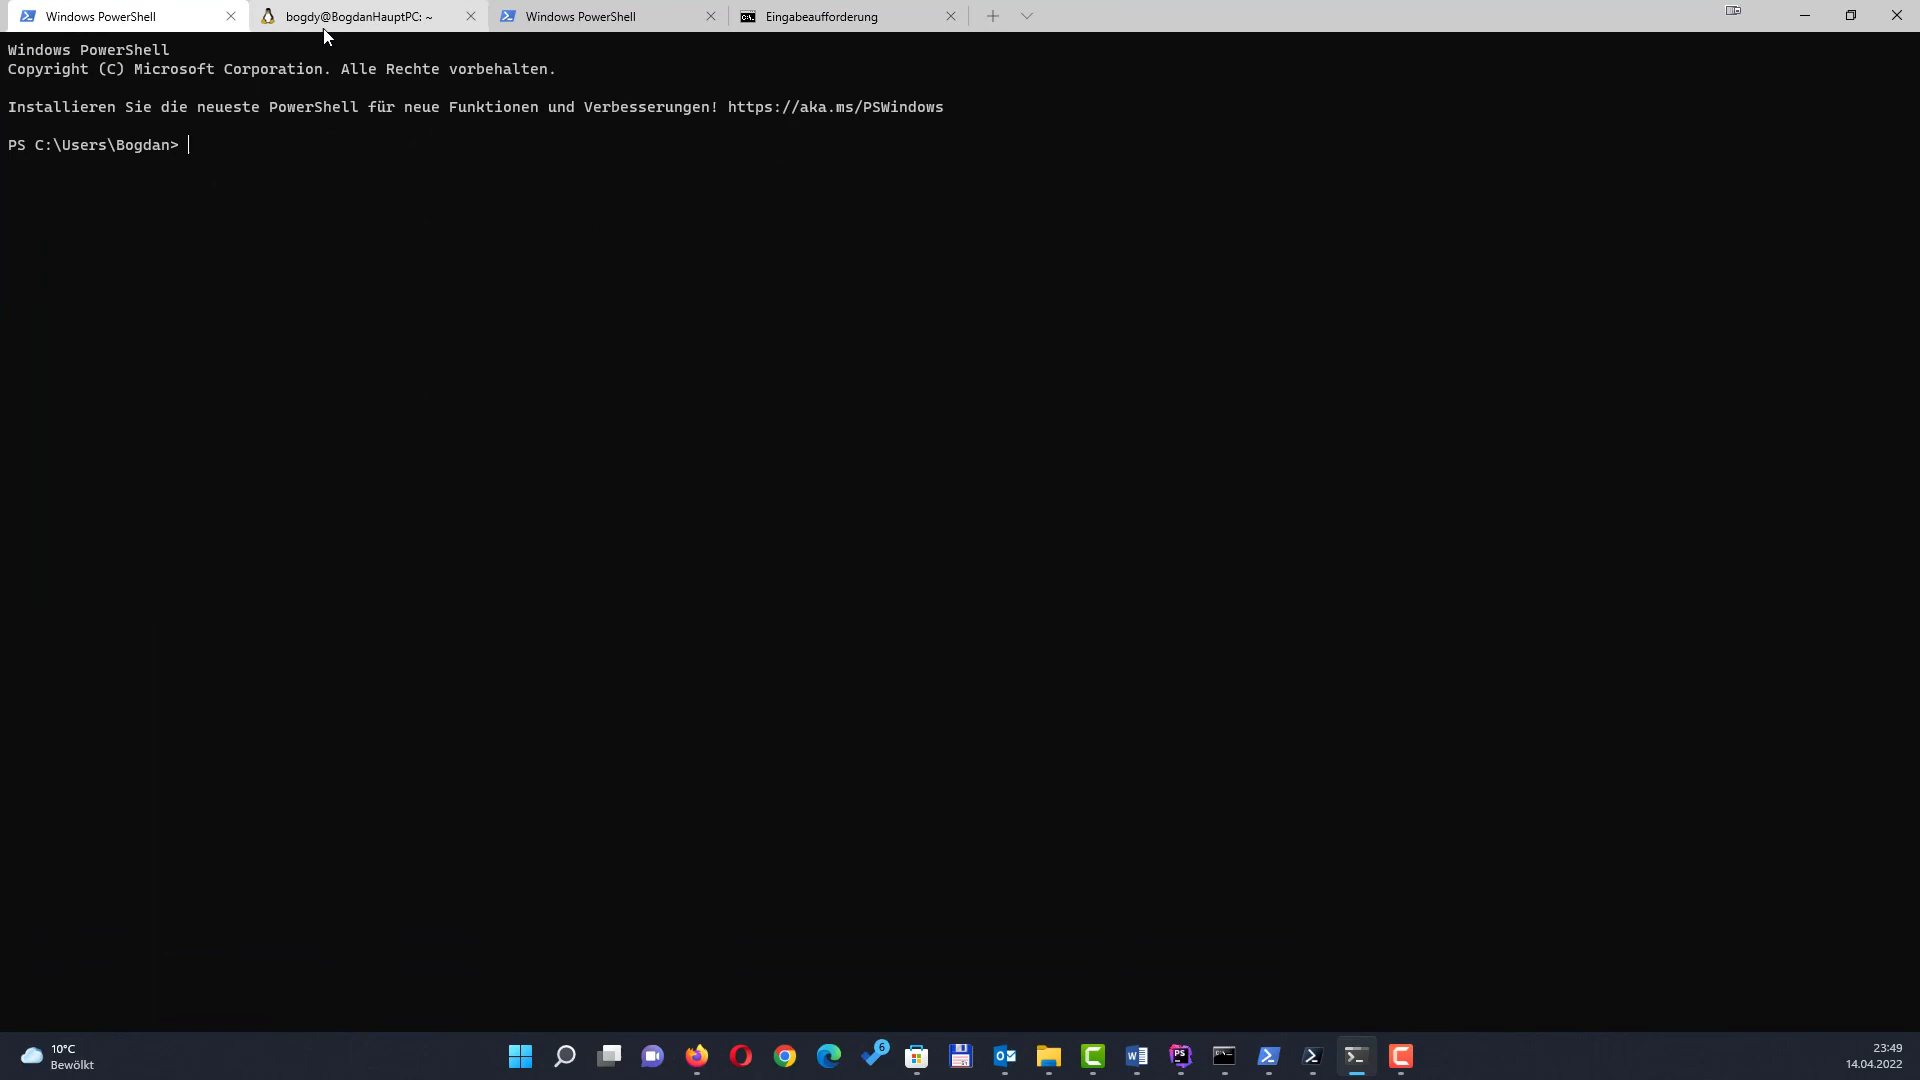 Windows PowerShell
bogdy@BogdanHauptPC: ~
Windows PowerShell
Eingabeaufforderung
Windows PowerShell
Copyright (C) Microsoft Corporation. Alle Rechte vorbehalten.
Installieren Sie die neueste PowerShell für neue Funktionen und Verbesserungen! https://aka.ms/PSWindows
PS C:\Users\Bogdan>
10°C
Bewölkt
6
23:49
14.04.2022